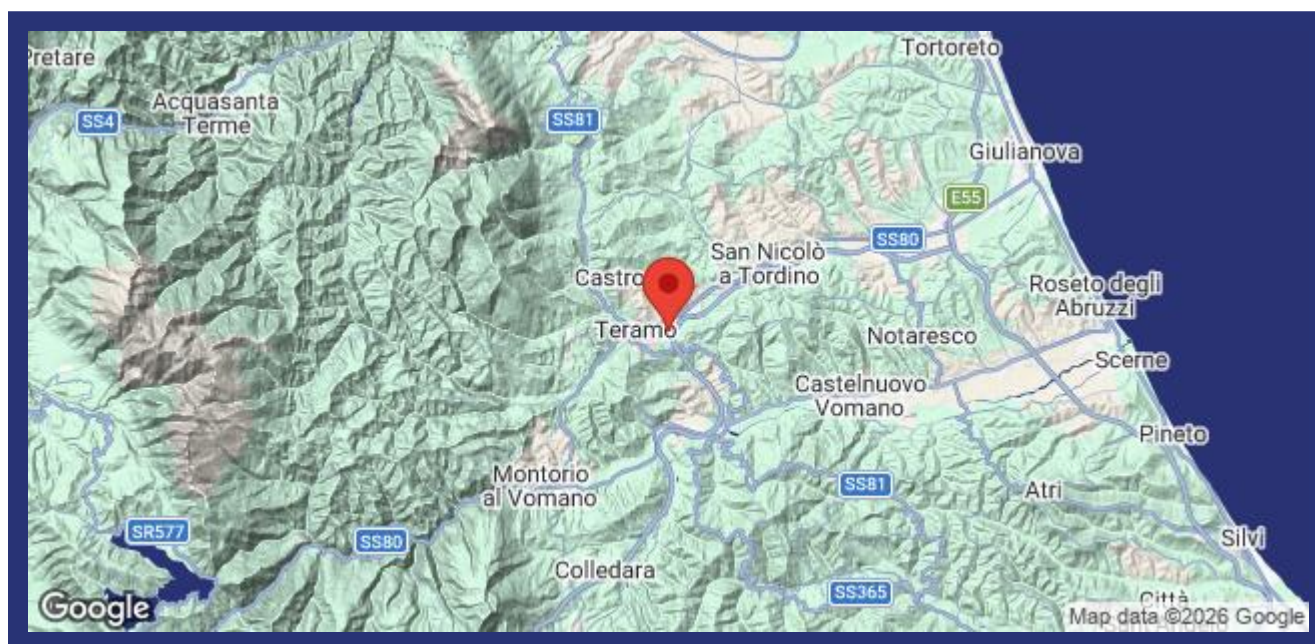 Pretare
Tortoreto
Acquasanta
Terme
SS4
SS81
Giulianova
E55
SS80
San Nicolò
a Tordino
Castro
Roseto degli
Abruzzi
Teramo
Notaresco
Scerne
Castelnuovo
Vomano
Pineto
Montorio
al Vomano
SS81
Atri
SR577
SS80
Silvi
Colledara
SS365
Città
Google
Map data ©2026 Google